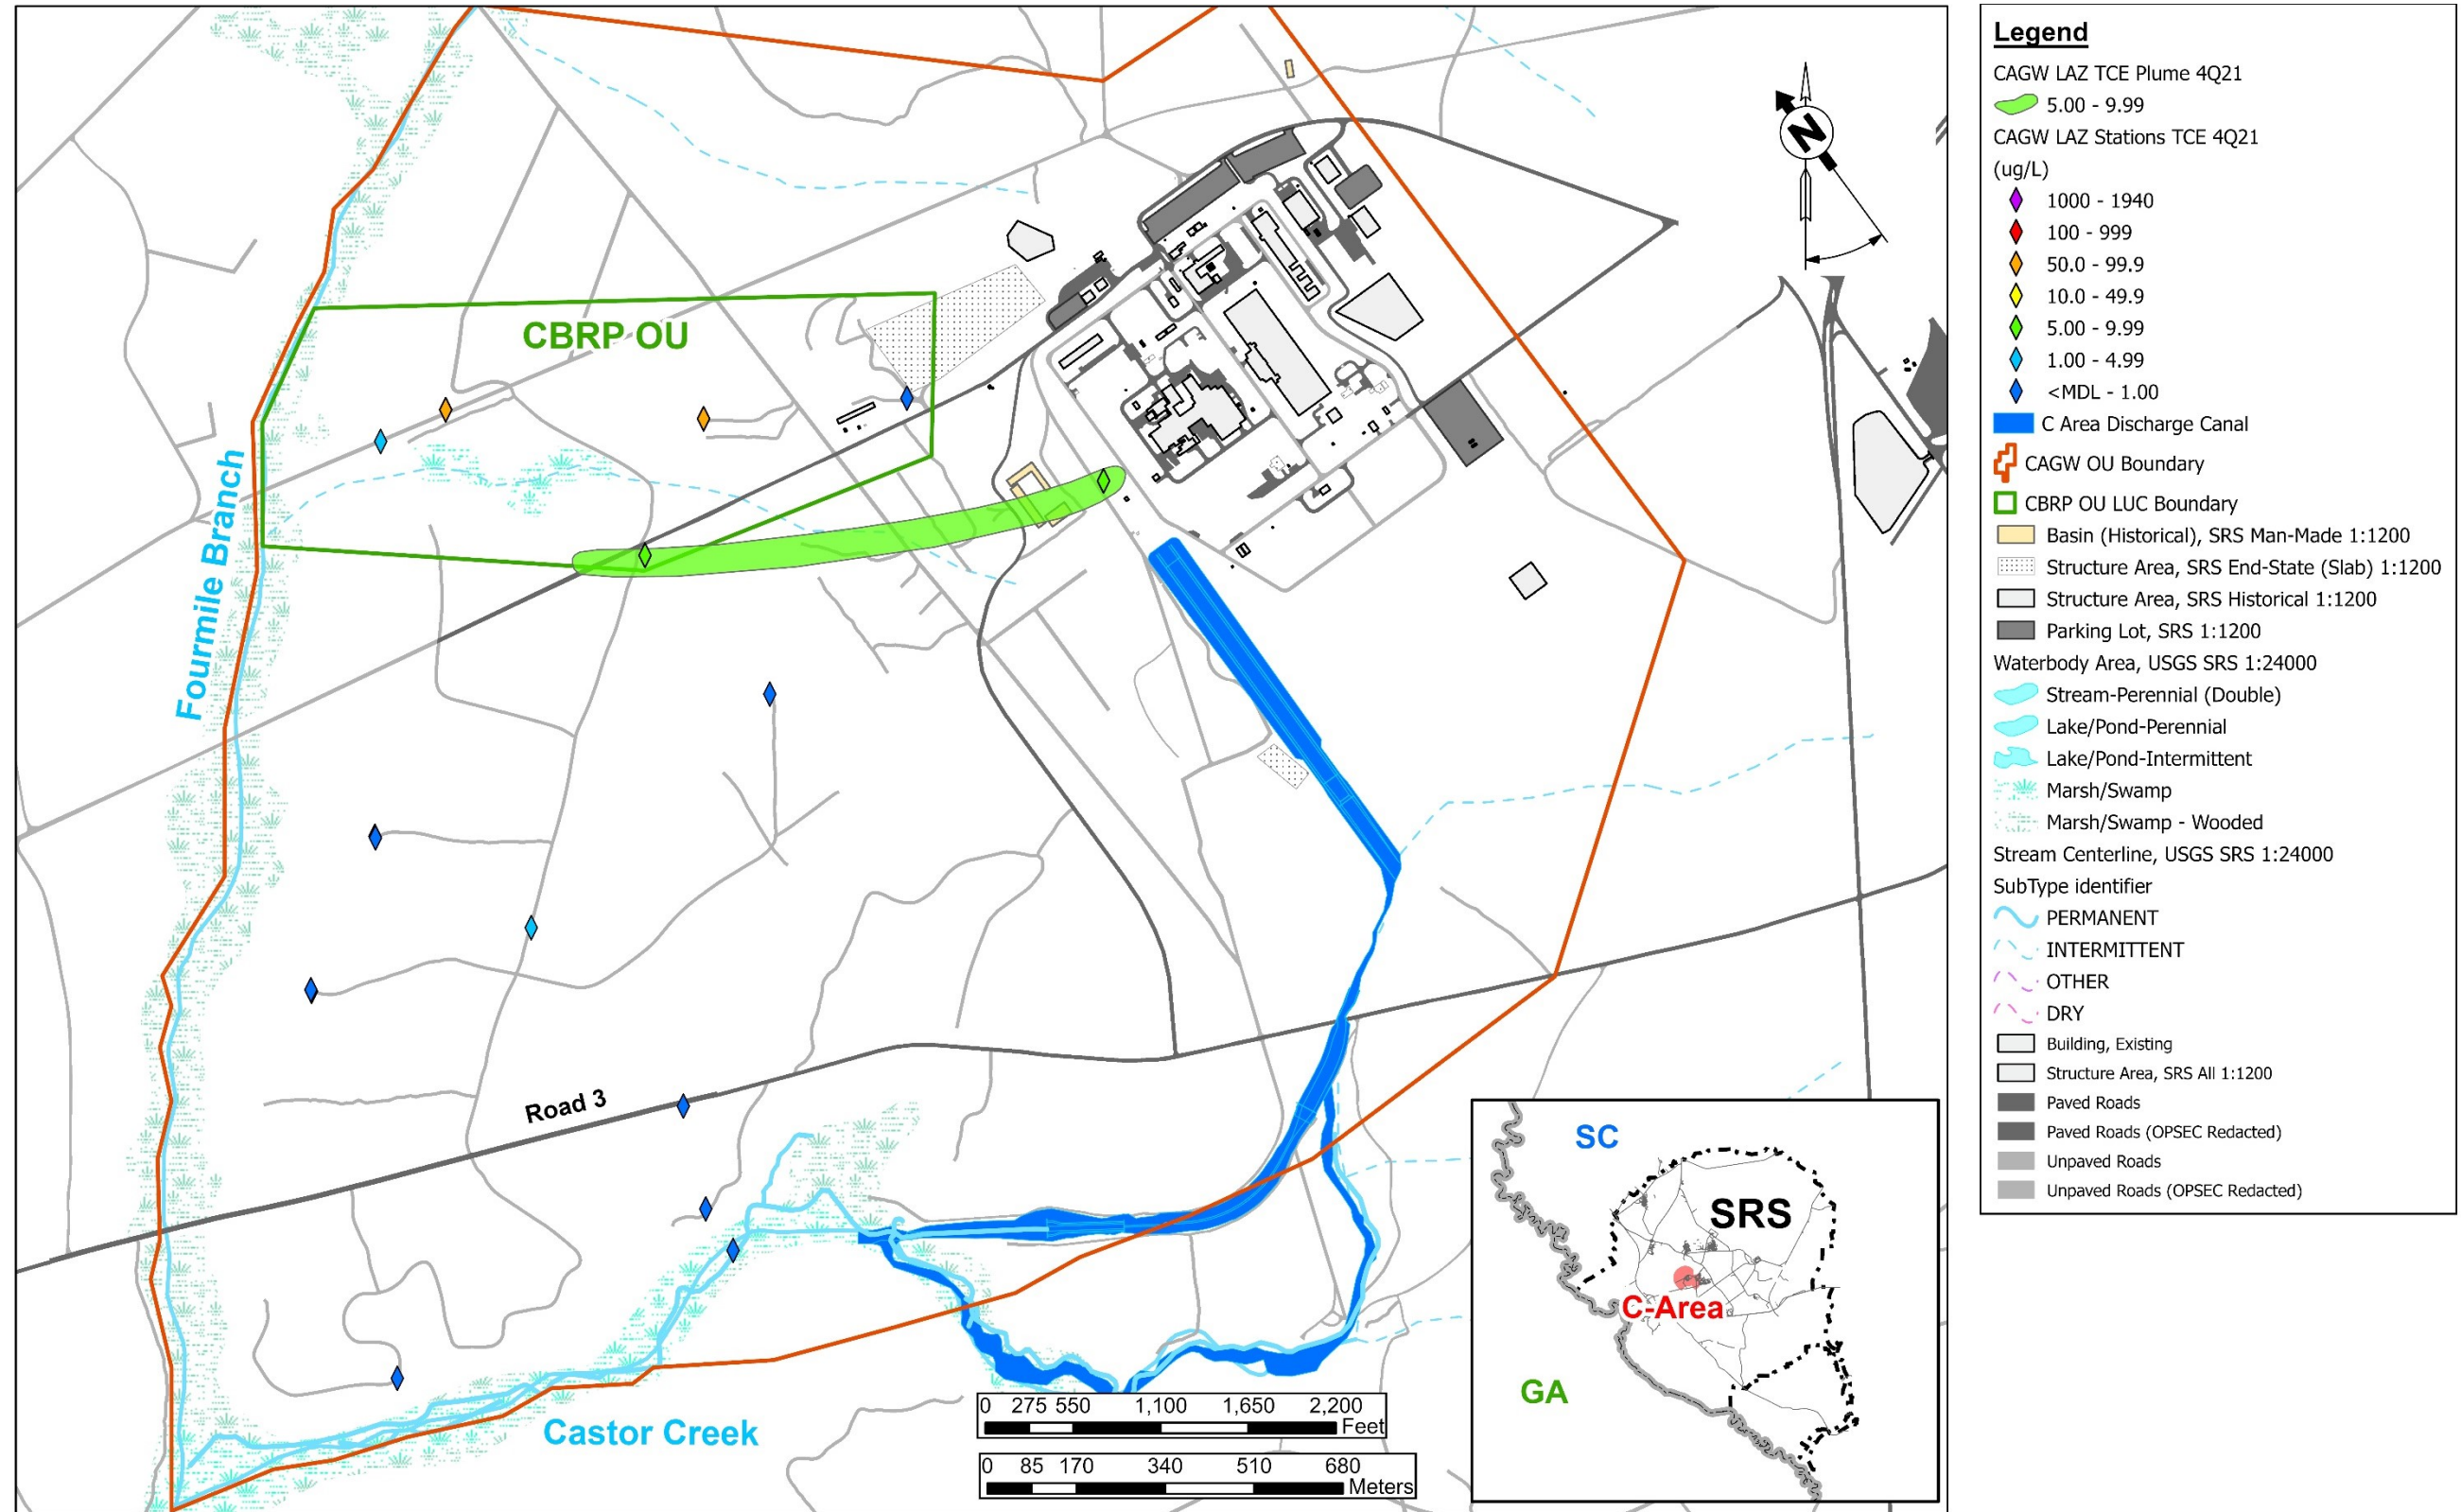 CBRP OU
Fourmile Branch
Road 3
Castor Creek
N
0 275 550 1,100 1,650 2,200
Feet
0 85 170 340 510 680
Meters
SC
SRS
C-Area
GA
Legend
CAGW LAZ TCE Plume 4Q21
5.00 - 9.99
CAGW LAZ Stations TCE 4Q21
(ug/L)
1000 - 1940
100 - 999
50.0 - 99.9
10.0 - 49.9
5.00 - 9.99
1.00 - 4.99
<MDL - 1.00
C Area Discharge Canal
CAGW OU Boundary
CBRP OU LUC Boundary
Basin (Historical), SRS Man-Made 1:1200
Structure Area, SRS End-State (Slab) 1:1200
Structure Area, SRS Historical 1:1200
Parking Lot, SRS 1:1200
Waterbody Area, USGS SRS 1:24000
Stream-Perennial (Double)
Lake/Pond-Perennial
Lake/Pond-Intermittent
Marsh/Swamp
Marsh/Swamp - Wooded
Stream Centerline, USGS SRS 1:24000
SubType identifier
PERMANENT
INTERMITTENT
OTHER
DRY
Building, Existing
Structure Area, SRS All 1:1200
Paved Roads
Paved Roads (OPSEC Redacted)
Unpaved Roads
Unpaved Roads (OPSEC Redacted)